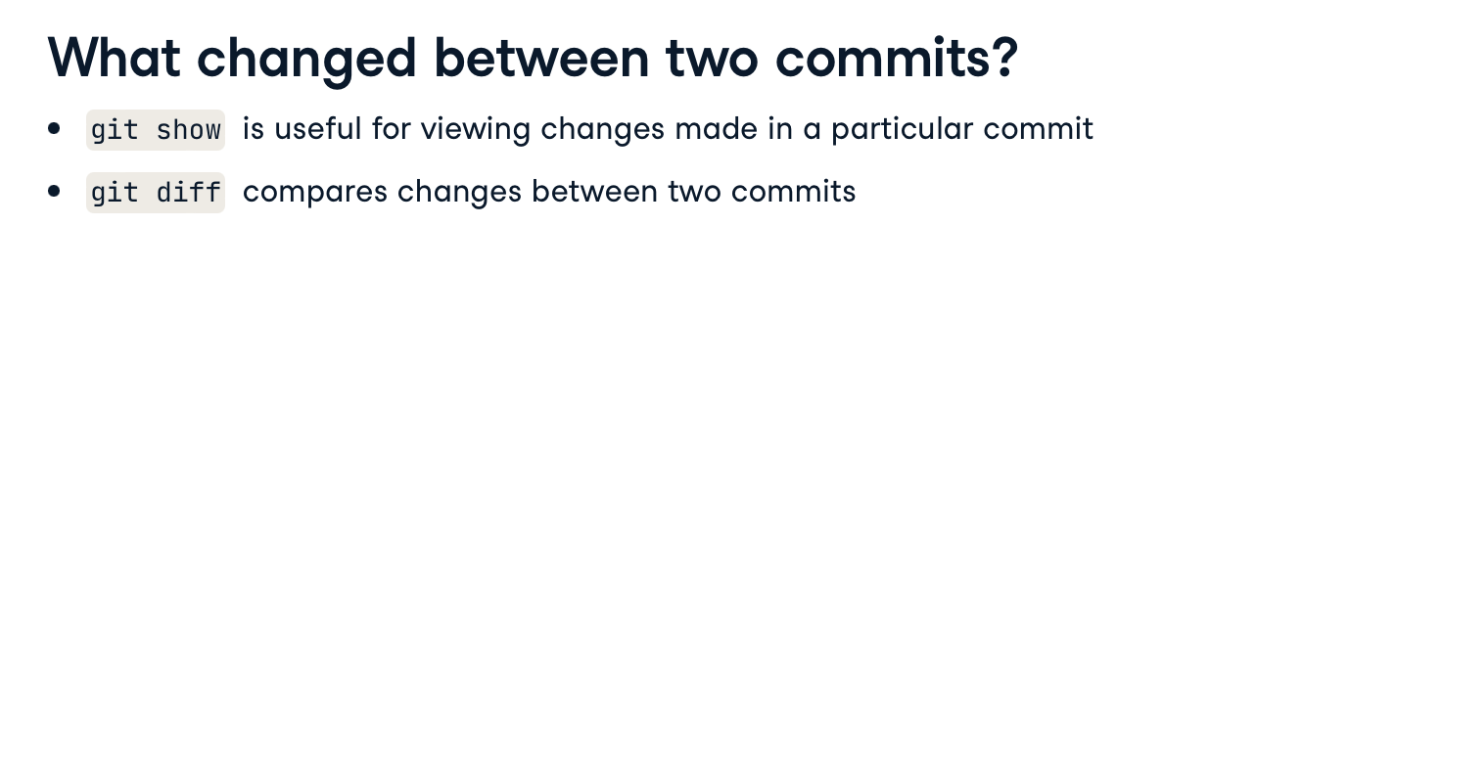 What changed between two commits?
• git show is useful for viewing changes made in a particular commit
• git diff compares changes between two commits